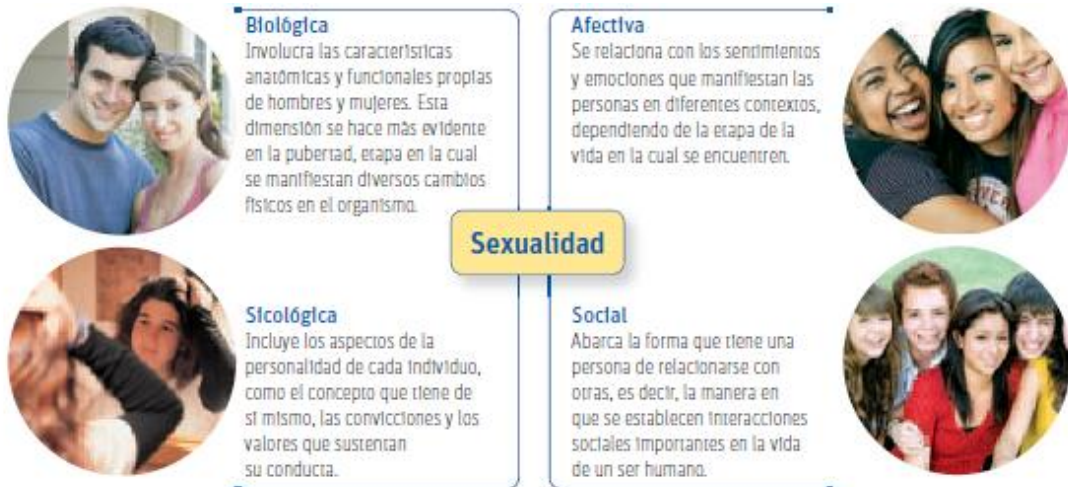 Biológica
Involucra las características
anatómicas y funcionales propias
de hombres y mujeres. Esta
dimensión se hace más evidente
en la pubertad, etapa en la cual
se manifiestan diversos cambios
físicos en el organismo.
Afectiva
Se relaciona con los sentimientos
y emociones que manifiestan las
personas en diferentes contextos,
dependiendo de la etapa de la
vida en la cual se encuentren.
Sexualidad
Sicológica
Incluye los aspectos de la
personalidad de cada individuo,
como el concepto que tiene de
sí mismo, las convicciones y los
valores que sustentan
su conducta.
Social
Abarca la forma que tiene una
persona de relacionarse con
otras, es decir, la manera en
que se establecen interacciones
sociales importantes en la vida
de un ser humano.